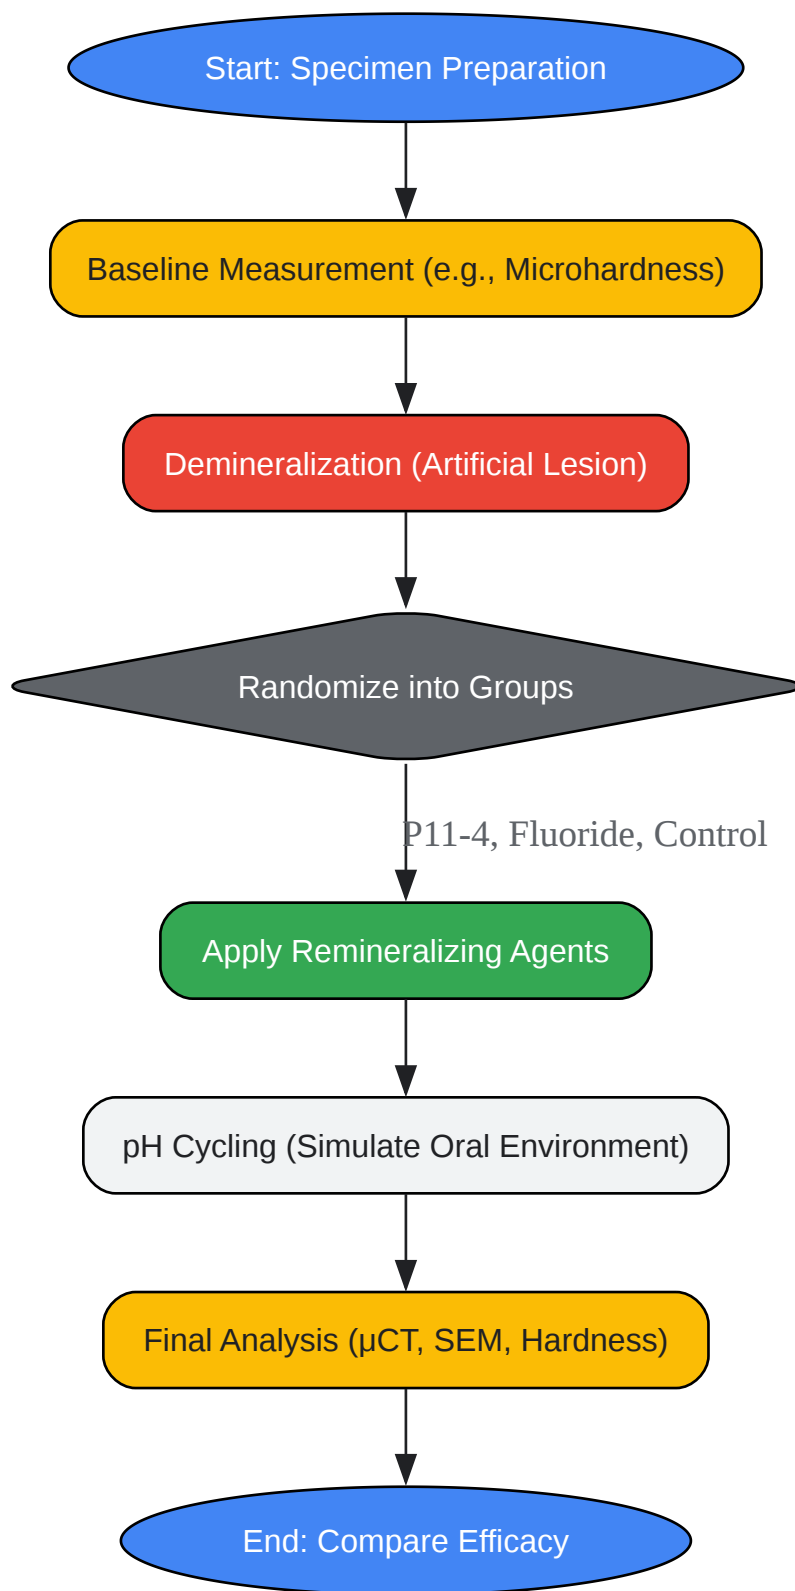 Start: Specimen Preparation
Baseline Measurement (e.g., Microhardness)
Demineralization (Artificial Lesion)
Randomize into Groups
P11-4, Fluoride, Control
Apply Remineralizing Agents
pH Cycling (Simulate Oral Environment)
Final Analysis (μCT, SEM, Hardness)
End: Compare Efficacy